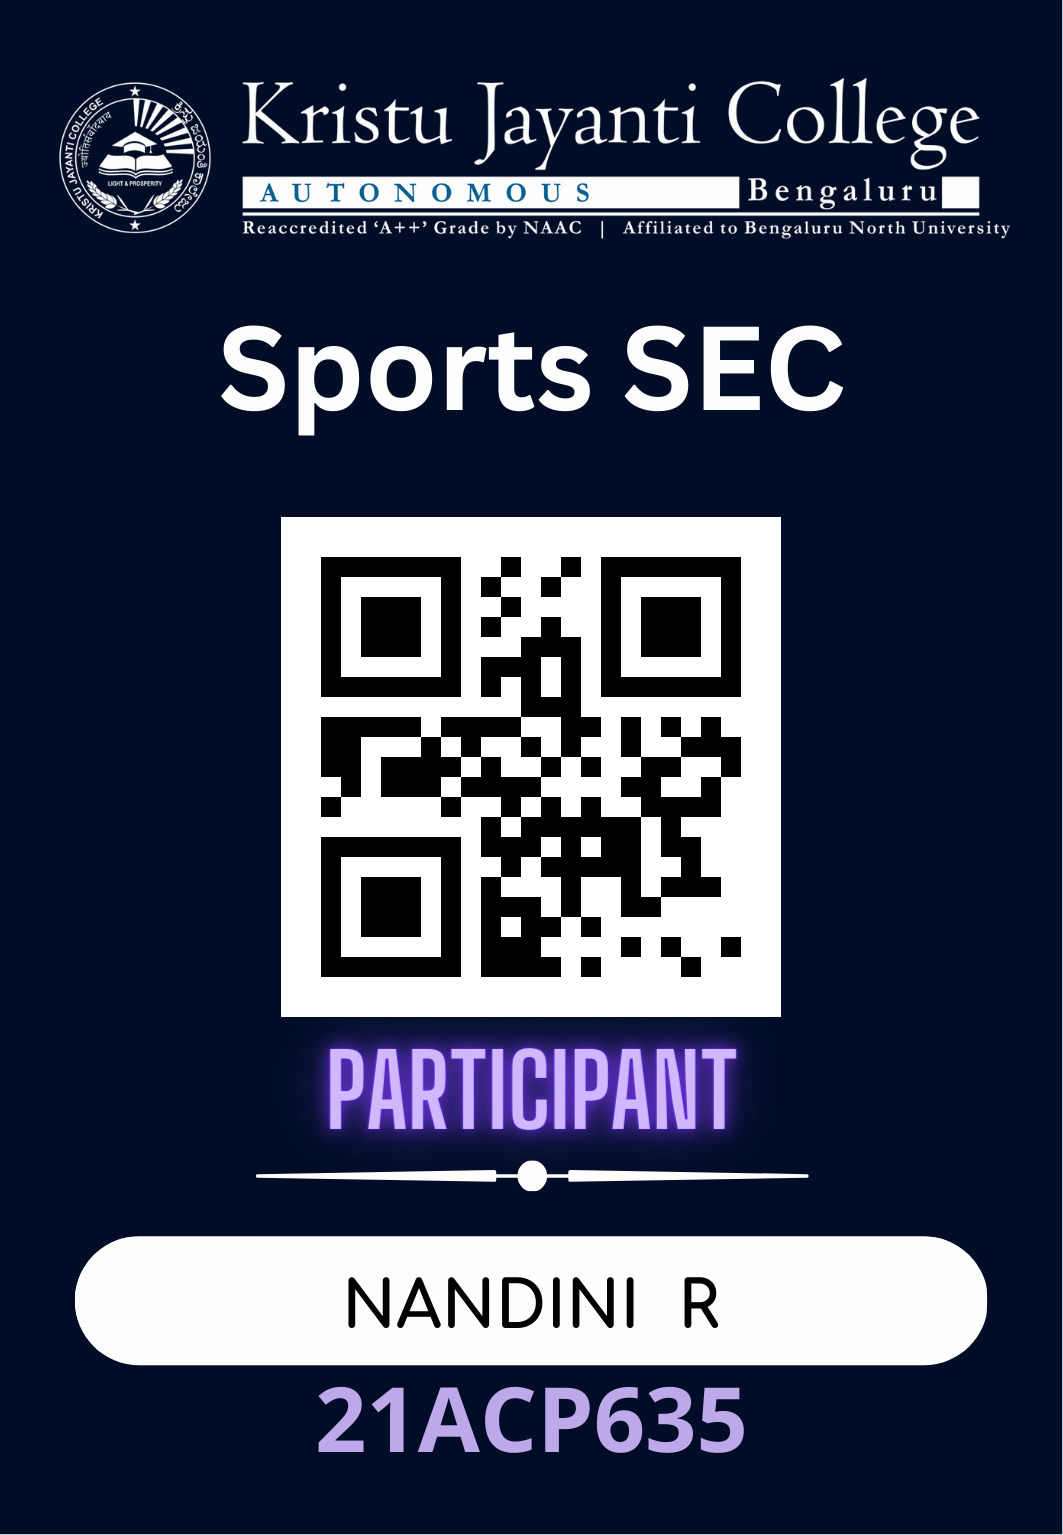 KRISTU JAYANTI COLLEGE
ಕ್ರಿಸ್ತು ಜಯಂತಿ ಕಾಲೇಜು
LIGHT & PROSPERITY
Kristu Jayanti College
AUTONOMOUS Bengaluru
Reaccredited ‘A++’ Grade by NAAC | Affiliated to Bengaluru North University
Sports SEC
PARTICIPANT
NANDINI R
21ACP635